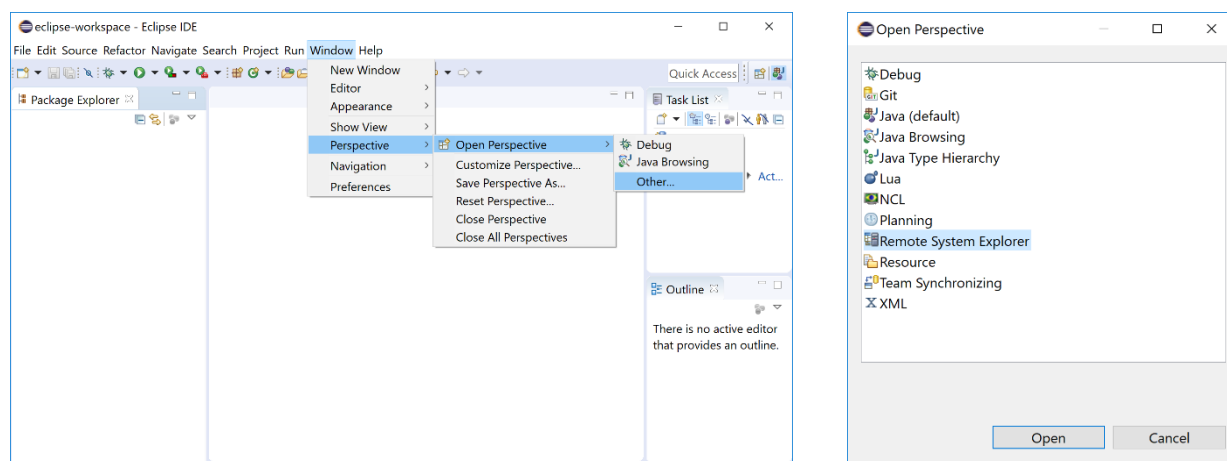 eclipse-workspace - Eclipse IDE
File Edit Source Refactor Navigate Search Project Run Window Help
Quick Access
Package Explorer
New Window
Editor
Appearance
Show View
Perspective
Navigation
Preferences
Open Perspective
Customize Perspective...
Save Perspective As...
Reset Perspective...
Close Perspective
Close All Perspectives
Debug
Java Browsing
Other...
Task List
Act...
Outline
There is no active editor
that provides an outline.
Open Perspective
Debug
Git
Java (default)
Java Browsing
Java Type Hierarchy
Lua
NCL
Planning
Remote System Explorer
Resource
Team Synchronizing
XML
Open
Cancel